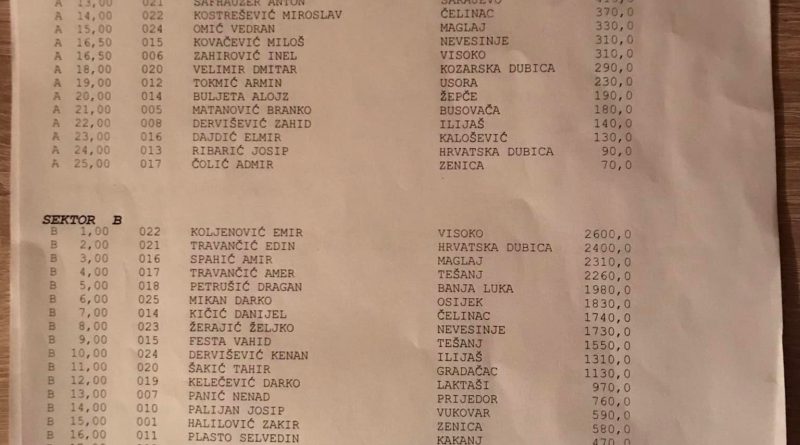 A 13,00 021 SAFHAUZER ANTON SARAJEVO
A 14,00 022 KOSTREŠEVIĆ MIROSLAV ČELINAC 370,0
A 15,00 024 OMIĆ VEDRAN MAGLAJ 330,0
A 16,50 015 KOVAČEVIĆ MILOŠ NEVESINJE 310,0
A 16,50 006 ZAHIROVIĆ INEL VISOKO 310,0
A 18,00 020 VELIMIR DMITAR KOZARSKA DUBICA 290,0
A 19,00 012 TOKMIĆ ARMIN USORA 230,0
A 20,00 014 BULJETA ALOJZ ŽEPČE 190,0
A 21,00 005 MATANOVIĆ BRANKO BUSOVAČA 180,0
A 22,00 008 DERVIŠEVIĆ ZAHID ILIJAŠ 140,0
A 23,00 016 DAJDIĆ ELMIR KALOŠEVIĆ 130,0
A 24,00 013 RIBARIĆ JOSIP HRVATSKA DUBICA 90,0
A 25,00 017 ČOLIĆ ADMIR ZENICA 70,0
SEKTOR B
B 1,00 022 KOLJENOVIĆ EMIR VISOKO 2600,0
B 2,00 021 TRAVANČIĆ EDIN HRVATSKA DUBICA 2400,0
B 3,00 016 SPAHIĆ AMIR MAGLAJ 2310,0
B 4,00 017 TRAVANČIĆ AMER TEŠANJ 2260,0
B 5,00 018 PETRUŠIĆ DRAGAN BANJA LUKA 1980,0
B 6,00 025 MIKAN DARKO OSIJEK 1830,0
B 7,00 014 KIČIĆ DANIJEL ČELINAC 1740,0
B 8,00 023 ŽERAJIĆ ŽELJKO NEVESINJE 1730,0
B 9,00 015 FESTA VAHID TEŠANJ 1550,0
B 10,00 024 DERVIŠEVIĆ KENAN ILIJAŠ 1310,0
B 11,00 020 ŠAKIĆ TAHIR GRADAČAC 1130,0
B 12,00 019 KELEČEVIĆ DARKO LAKTAŠI 970,0
B 13,00 007 PANIĆ NENAD PRIJEDOR 760,0
B 14,00 010 PALIJAN JOSIP VUKOVAR 590,0
B 15,00 001 HALILOVIĆ ZAKIR ZENICA 580,0
B 16,00 011 PLASTO SELVEDIN KAKANJ 470,0